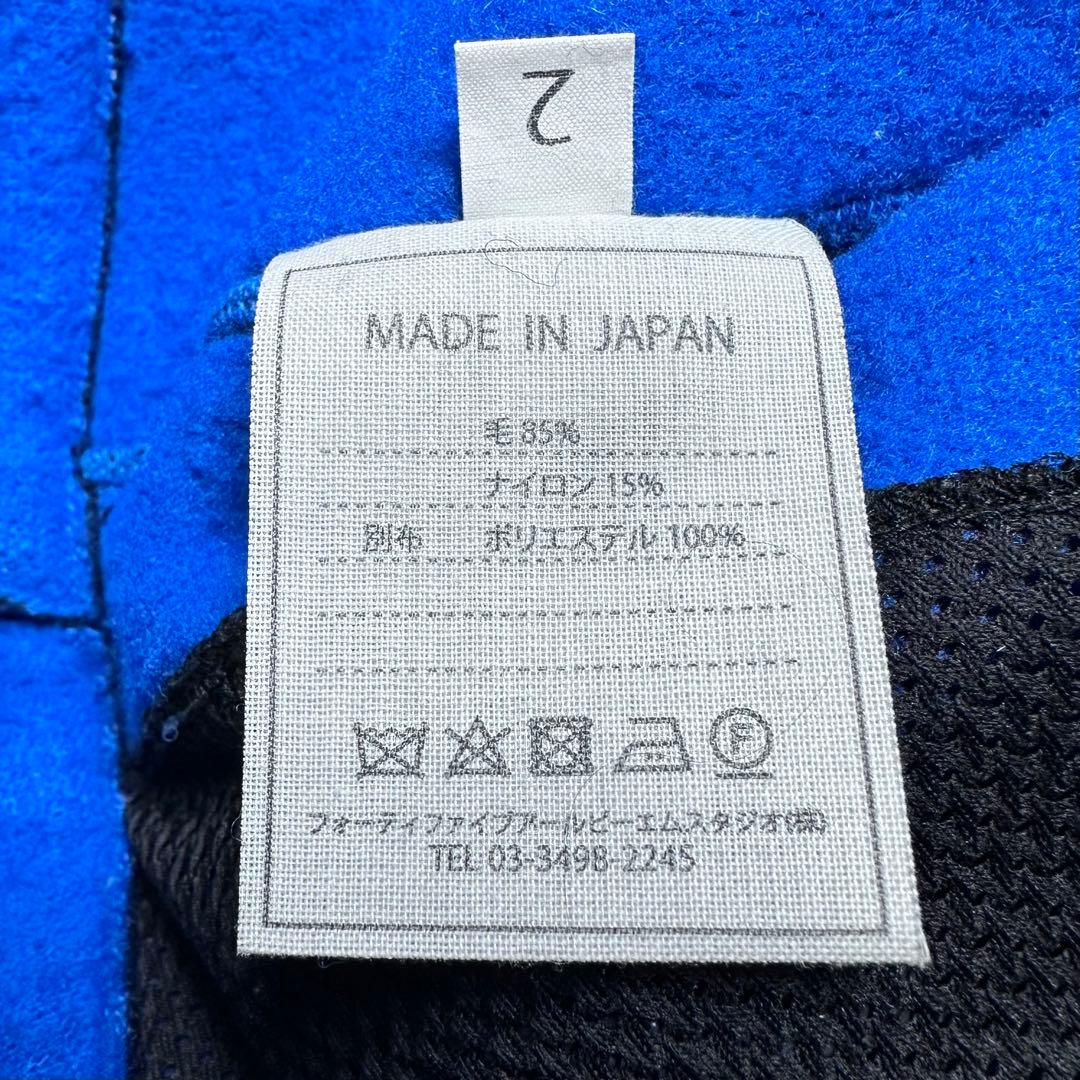 2
MADE IN JAPAN
毛 85%
ナイロン 15%
別布 ポリエステル 100%
F
フォーティファイブアールピーエムスタジオ(株)
TEL 03-3498-2245